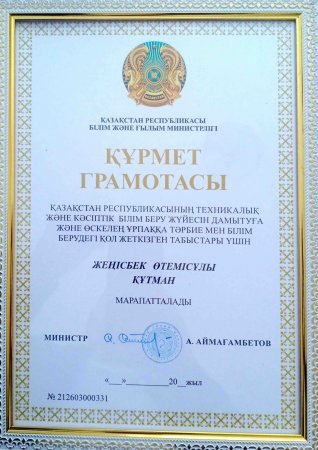 ҚАЗАҚСТАН РЕСПУБЛИКАСЫ
БІЛІМ ЖӘНЕ ҒЫЛЫМ МИНИСТРЛІГІ
ҚҰРМЕТ
ГРАМОТАСЫ
ҚАЗАҚСТАН РЕСПУБЛИКАСЫНЫҢ ТЕХНИКАЛЫҚ
ЖӘНЕ КӘСІПТІК БІЛІМ БЕРУ ЖҮЙЕСІН ДАМЫТУҒА
ЖӘНЕ ӨСКЕЛЕҢ ҰРПАҚҚА ТӘРБИЕ МЕН БІЛІМ
БЕРУДЕГІ ҚОЛ ЖЕТКІЗГЕН ТАБЫСТАРЫ ҮШІН
ЖЕҢІСБЕК ӨТЕМІСҰЛЫ
ҚҰТМАН
МАРАПАТТАЛАДЫ
МИНИСТР А. АЙМАҒАМБЕТОВ
«___»__________20__жыл
№ 212603000331